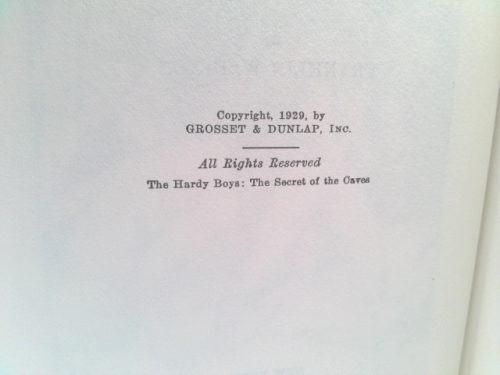 Copyright, 1929, by
GROSSET & DUNLAP, INC.
All Rights Reserved
The Hardy Boys: The Secret of the Caves